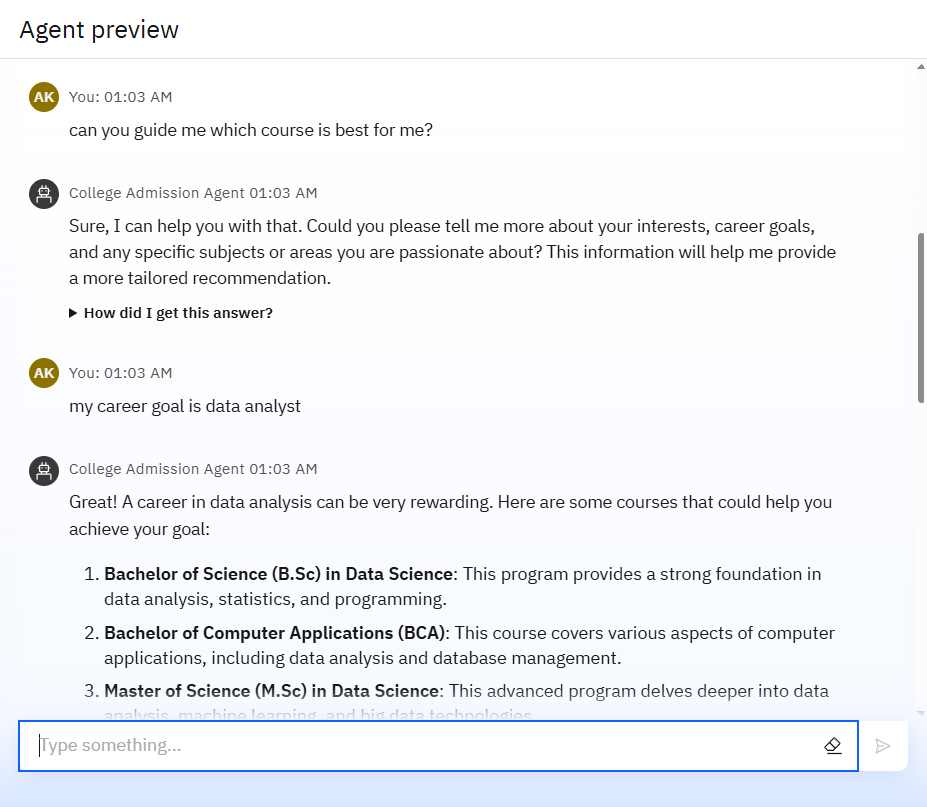 Agent preview
AK You: 01:03 AM
can you guide me which course is best for me?
College Admission Agent 01:03 AM
Sure, I can help you with that. Could you please tell me more about your interests, career goals,
and any specific subjects or areas you are passionate about? This information will help me provide
a more tailored recommendation.
How did I get this answer?
AK You: 01:03 AM
my career goal is data analyst
College Admission Agent 01:03 AM
Great! A career in data analysis can be very rewarding. Here are some courses that could help you
achieve your goal:
1. Bachelor of Science (B.Sc) in Data Science: This program provides a strong foundation in
data analysis, statistics, and programming.
2. Bachelor of Computer Applications (BCA): This course covers various aspects of computer
applications, including data analysis and database management.
3. Master of Science (M.Sc) in Data Science: This advanced program delves deeper into data
analysis, machine learning, and big data technologies.
Type something...